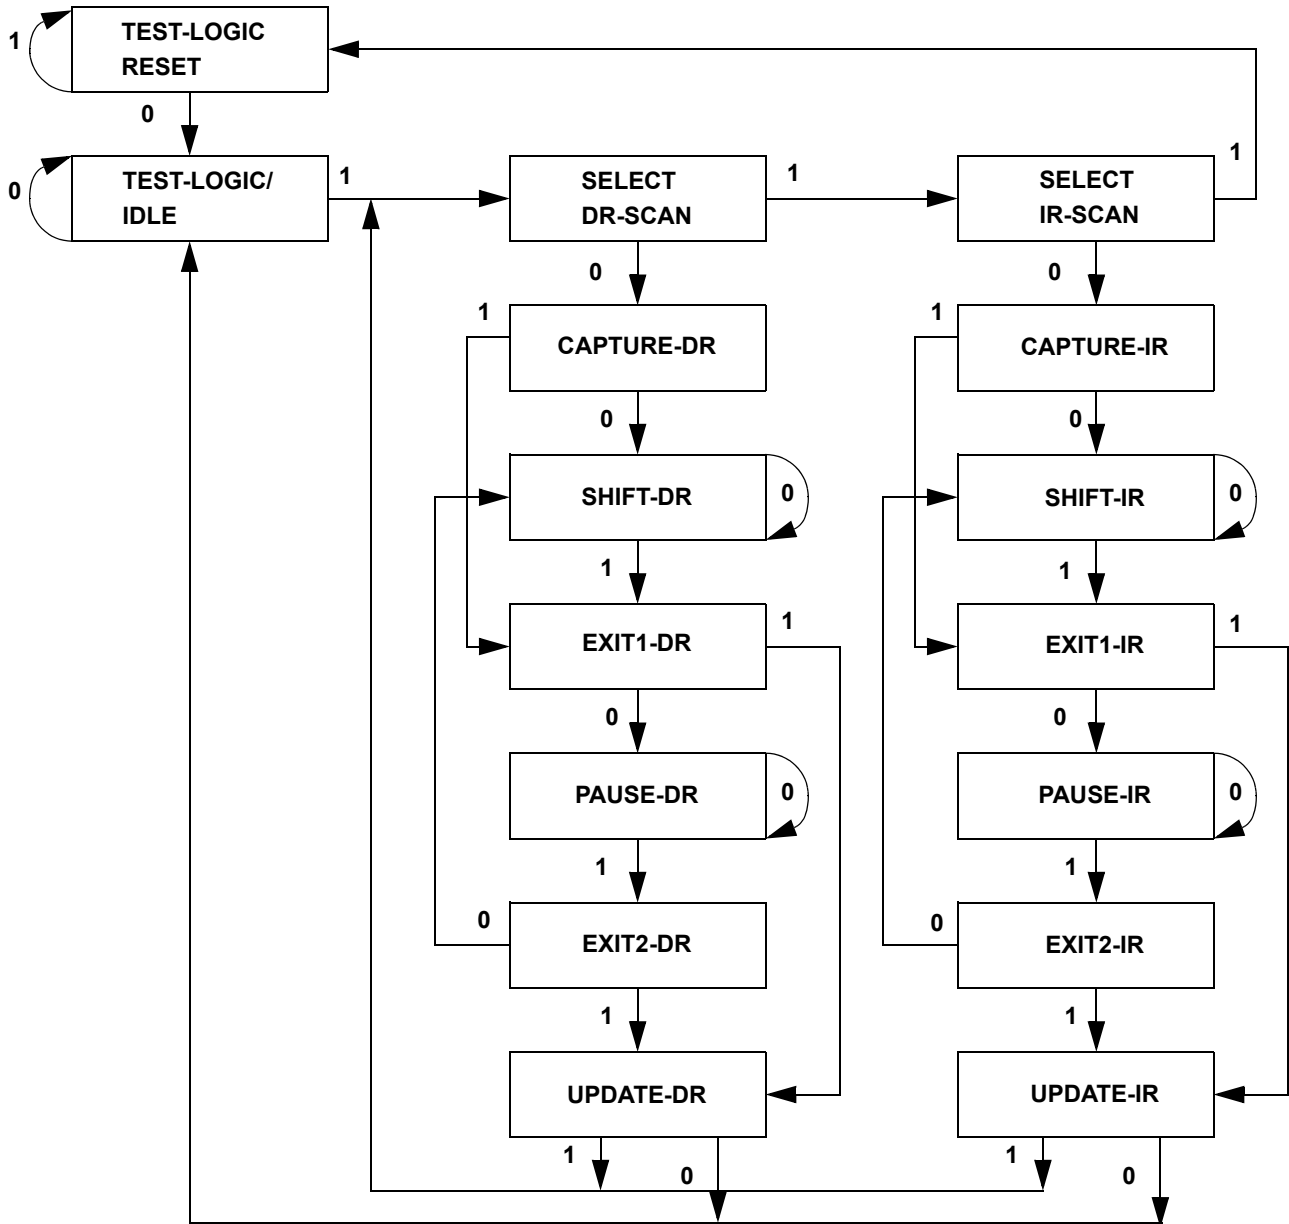 1
TEST-LOGIC
RESET
0
0
TEST-LOGIC/
IDLE
1
SELECT
DR-SCAN
1
SELECT
IR-SCAN
1
0
0
1
CAPTURE-DR
1
CAPTURE-IR
0
0
SHIFT-DR
0
SHIFT-IR
0
1
1
EXIT1-DR
1
EXIT1-IR
1
0
0
PAUSE-DR
0
PAUSE-IR
0
1
1
0
EXIT2-DR
0
EXIT2-IR
1
1
UPDATE-DR
UPDATE-IR
1
0
1
0